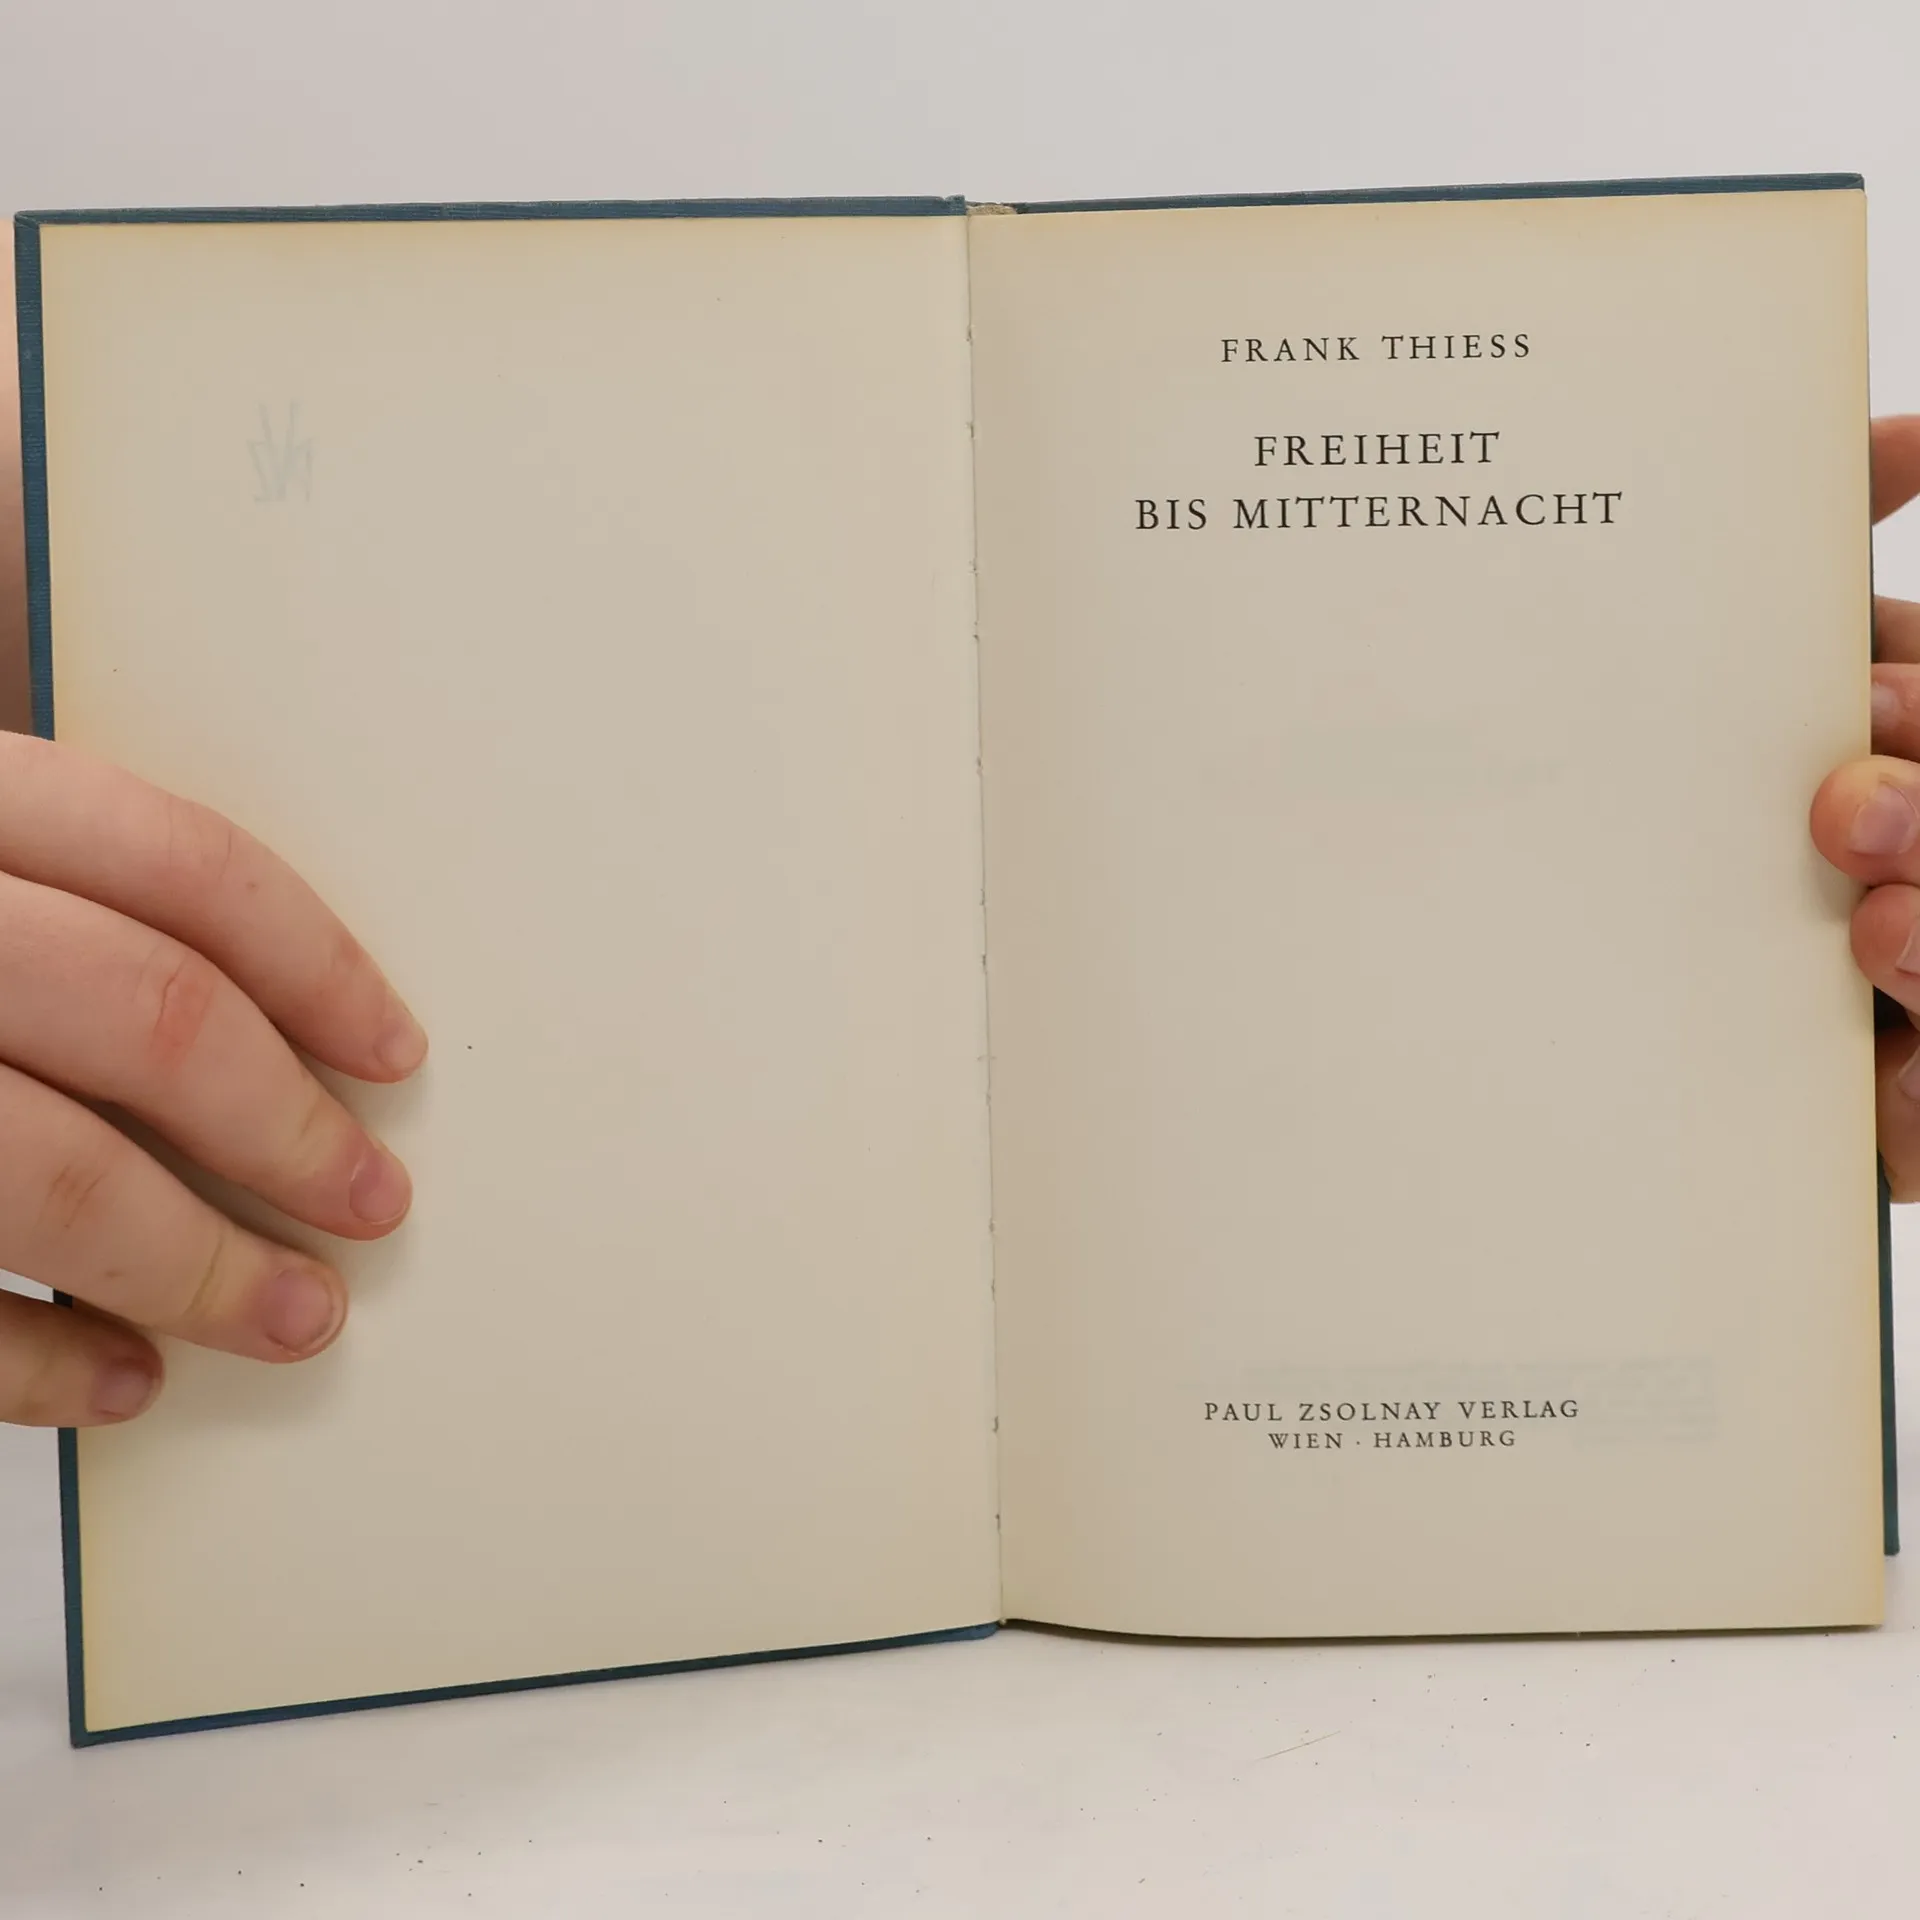 FRANK THIESS
FREIHEIT
BIS MITTERNACHT
PAUL ZSOLNAY VERLAG
WIEN · HAMBURG